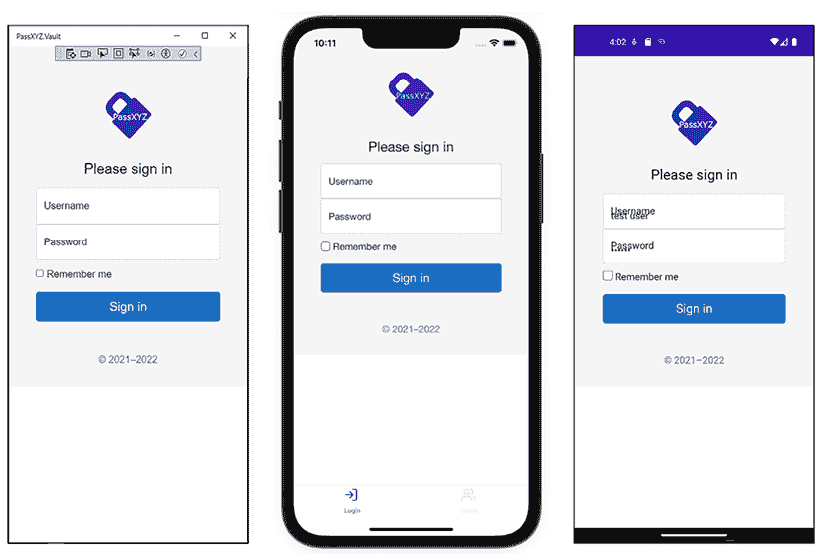 PassXYZ.Vault
PassXYZ
Please sign in
Username
Password
Remember me
Sign in
© 2021–2022
10:11
PassXYZ
Please sign in
Username
Password
Remember me
Sign in
© 2021–2022
Login
4:02
PassXYZ
Please sign in
Username
test user
Password
Remember me
Sign in
© 2021–2022